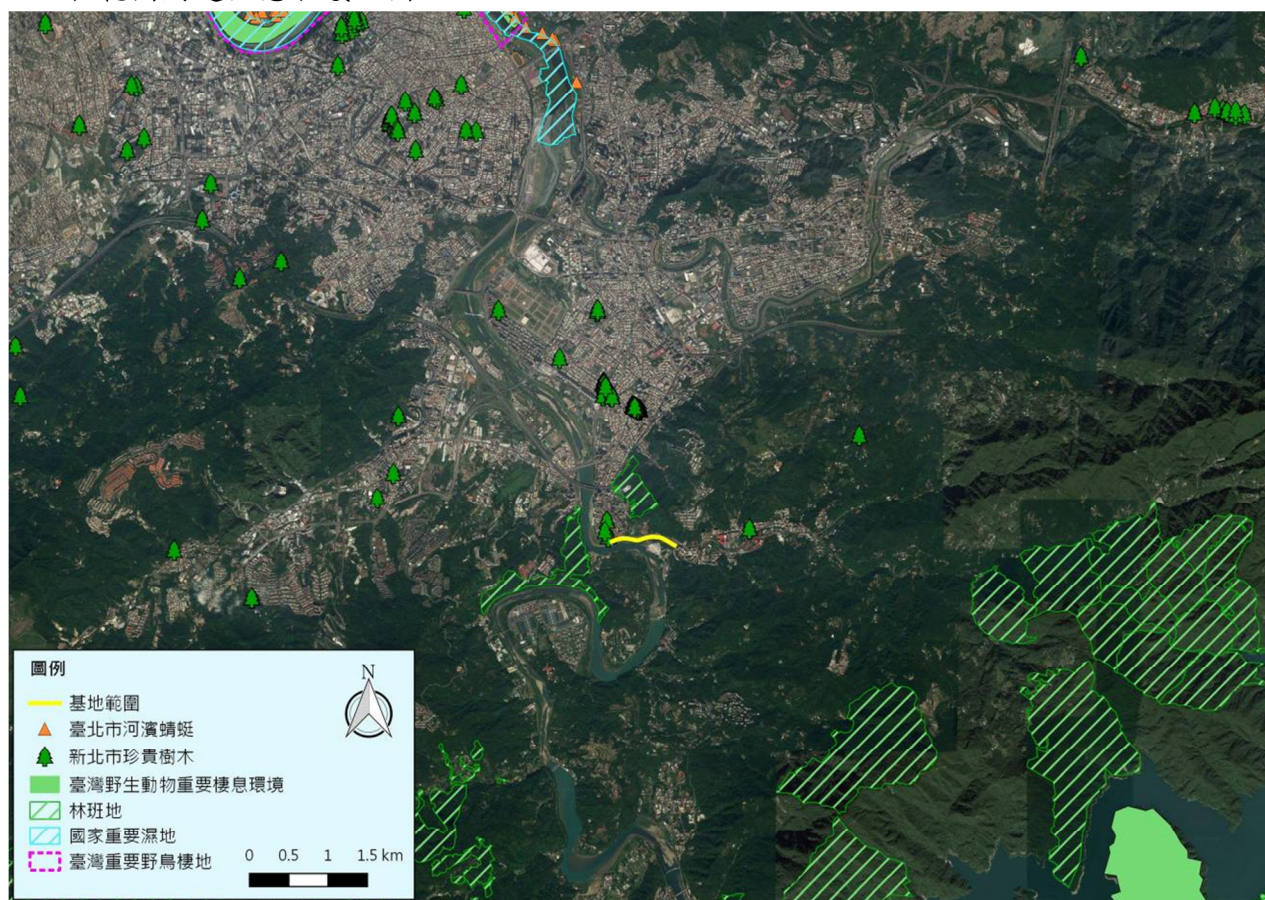 圖例
N
基地範圍
臺北市河濱蜻蜓
新北市珍貴樹木
臺灣野生動物重要棲息環境
林班地
國家重要濕地
臺灣重要野鳥棲地
0 0.5 1 1.5 km